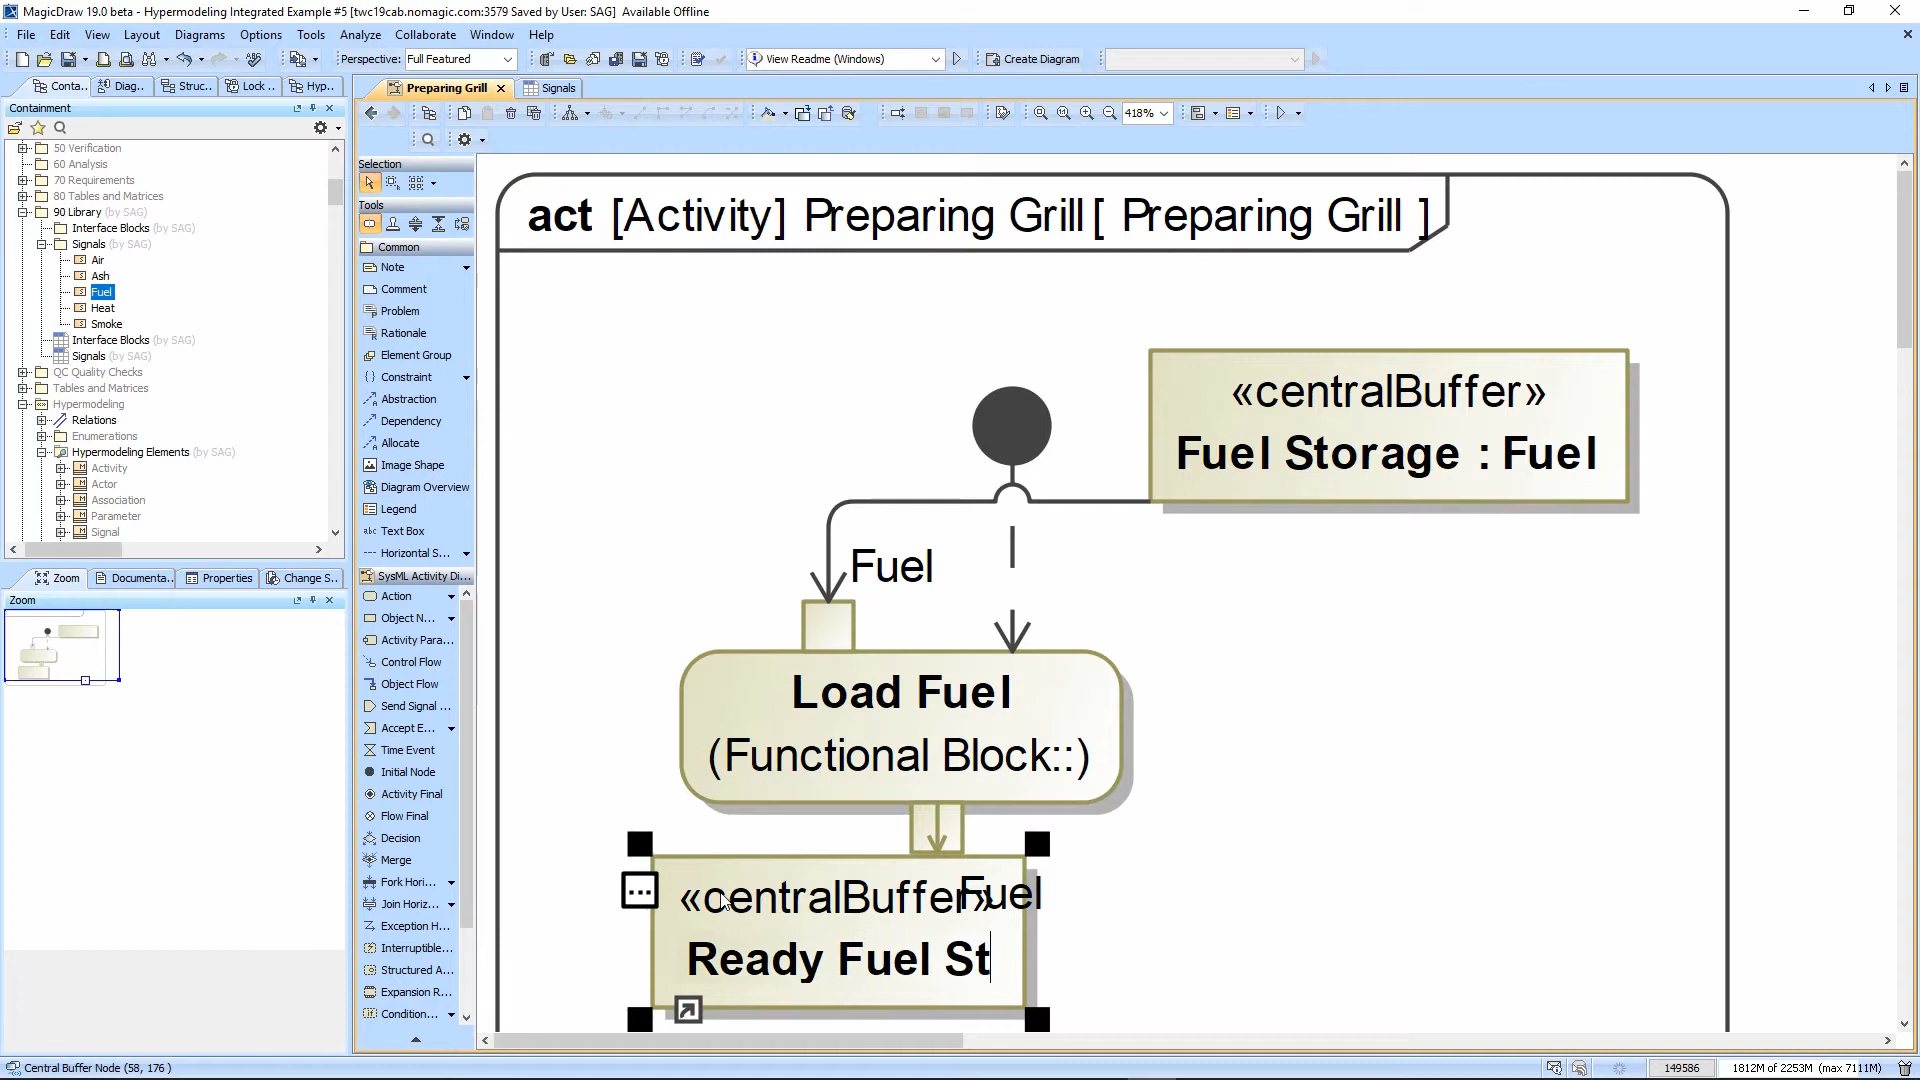 MagicDraw 19.0 beta - Hypermodeling Integrated Example #5 [twc19cab.nomagic.com:3579 Saved by User: SAG] Available Offline
File Edit View Layout Diagrams Options Tools Analyze Collaborate Window Help
Perspective: Full Featured View Readme (Windows) Create Diagram
Conta.. Diag.. Struc... Lock .. Hyp..
Containment
50 Verification
60 Analysis
70 Requirements
80 Tables and Matrices
90 Library (by SAG)
Interface Blocks (by SAG)
Signals (by SAG)
Air
Ash
Fuel
Heat
Smoke
Interface Blocks (by SAG)
Signals (by SAG)
QC Quality Checks
Tables and Matrices
Hypermodeling
Relations
Enumerations
Hypermodeling Elements (by SAG)
Activity
Actor
Association
Parameter
Signal
Zoom Documenta.. Properties Change S..
Zoom
Preparing Grill Signals
418%
Selection
Tools
Common
Note
Comment
Problem
Rationale
Element Group
Constraint
Abstraction
Dependency
Allocate
Image Shape
Diagram Overview
Legend
abc Text Box
Horizontal S...
SysML Activity Di...
Action
Object N...
Activity Para...
Control Flow
Object Flow
Send Signal ...
Accept E...
Time Event
Initial Node
Activity Final
Flow Final
Decision
Merge
Fork Hori...
Join Horiz...
Exception H...
Interruptible...
Structured A...
Expansion R...
Condition...
act [Activity] Preparing Grill [ Preparing Grill ]
«centralBuffer»
Fuel Storage : Fuel
Fuel
Load Fuel
(Functional Block::)
«centralBuffer»
Fuel
Ready Fuel St
Central Buffer Node (58, 176 )
149586 1812M of 2253M (max 7111M)